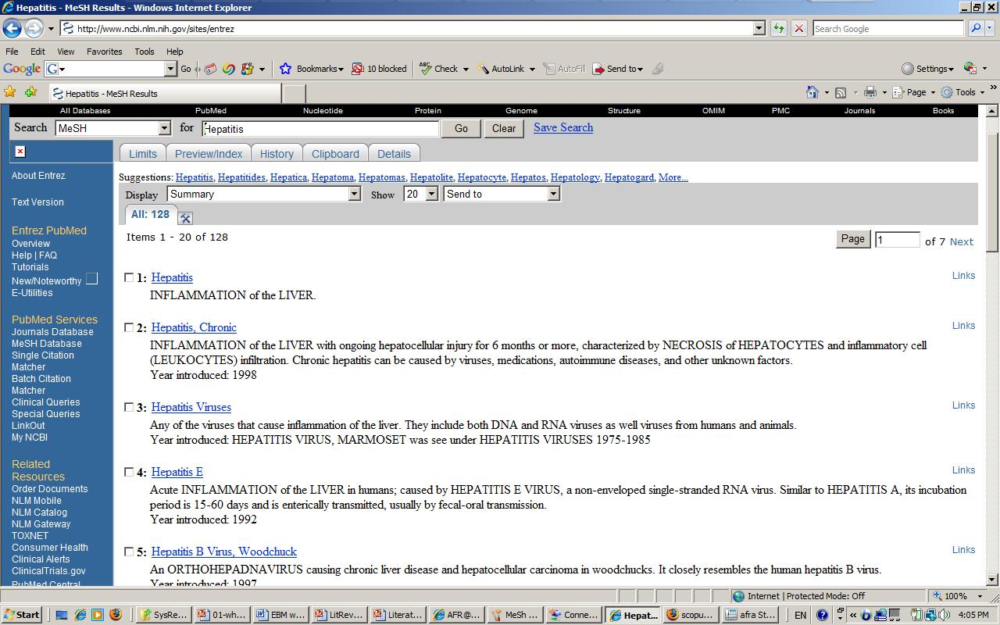 Hepatitis - MeSH Results - Windows Internet Explorer
http://www.ncbi.nlm.nih.gov/sites/entrez
Search Google
File Edit View Favorites Tools Help
Google G Go Bookmarks 10 blocked Check AutoLink AutoFill Send to Settings
Hepatitis - MeSH Results Page Tools
All Databases PubMed Nucleotide Protein Genome Structure OMIM PMC Journals Books
Search MeSH for Hepatitis Go Clear Save Search
Limits Preview/Index History Clipboard Details
About Entrez
Text Version
Entrez PubMed
Overview
Help | FAQ
Tutorials
New/Noteworthy
E-Utilities
PubMed Services
Journals Database
MeSH Database
Single Citation
Matcher
Batch Citation
Matcher
Clinical Queries
Special Queries
LinkOut
My NCBI
Related
Resources
Order Documents
NLM Mobile
NLM Catalog
NLM Gateway
TOXNET
Consumer Health
Clinical Alerts
ClinicalTrials.gov
PubMed Central
Suggestions: Hepatitis, Hepatitides, Hepatica, Hepatoma, Hepatomas, Hepatolite, Hepatocyte, Hepatos, Hepatology, Hepatogard, More...
Display Summary Show 20 Send to
All: 128
Items 1 - 20 of 128
Page 1 of 7 Next
1: Hepatitis Links
INFLAMMATION of the LIVER.
2: Hepatitis, Chronic Links
INFLAMMATION of the LIVER with ongoing hepatocellular injury for 6 months or more, characterized by NECROSIS of HEPATOCYTES and inflammatory cell
(LEUKOCYTES) infiltration. Chronic hepatitis can be caused by viruses, medications, autoimmune diseases, and other unknown factors.
Year introduced: 1998
3: Hepatitis Viruses Links
Any of the viruses that cause inflammation of the liver. They include both DNA and RNA viruses as well viruses from humans and animals.
Year introduced: HEPATITIS VIRUS, MARMOSET was see under HEPATITIS VIRUSES 1975-1985
4: Hepatitis E Links
Acute INFLAMMATION of the LIVER in humans; caused by HEPATITIS E VIRUS, a non-enveloped single-stranded RNA virus. Similar to HEPATITIS A, its incubation
period is 15-60 days and is enterically transmitted, usually by fecal-oral transmission.
Year introduced: 1992
5: Hepatitis B Virus, Woodchuck Links
An ORTHOHEPADNAVIRUS causing chronic liver disease and hepatocellular carcinoma in woodchucks. It closely resembles the human hepatitis B virus.
Year introduced: 1997
Internet | Protected Mode: Off 100%
Start SysRe... 01-wh... EBM w... LitRev... Literat... AFR@... MeSh ... Conne... Hepat... scopu... afra St... EN 4:05 PM